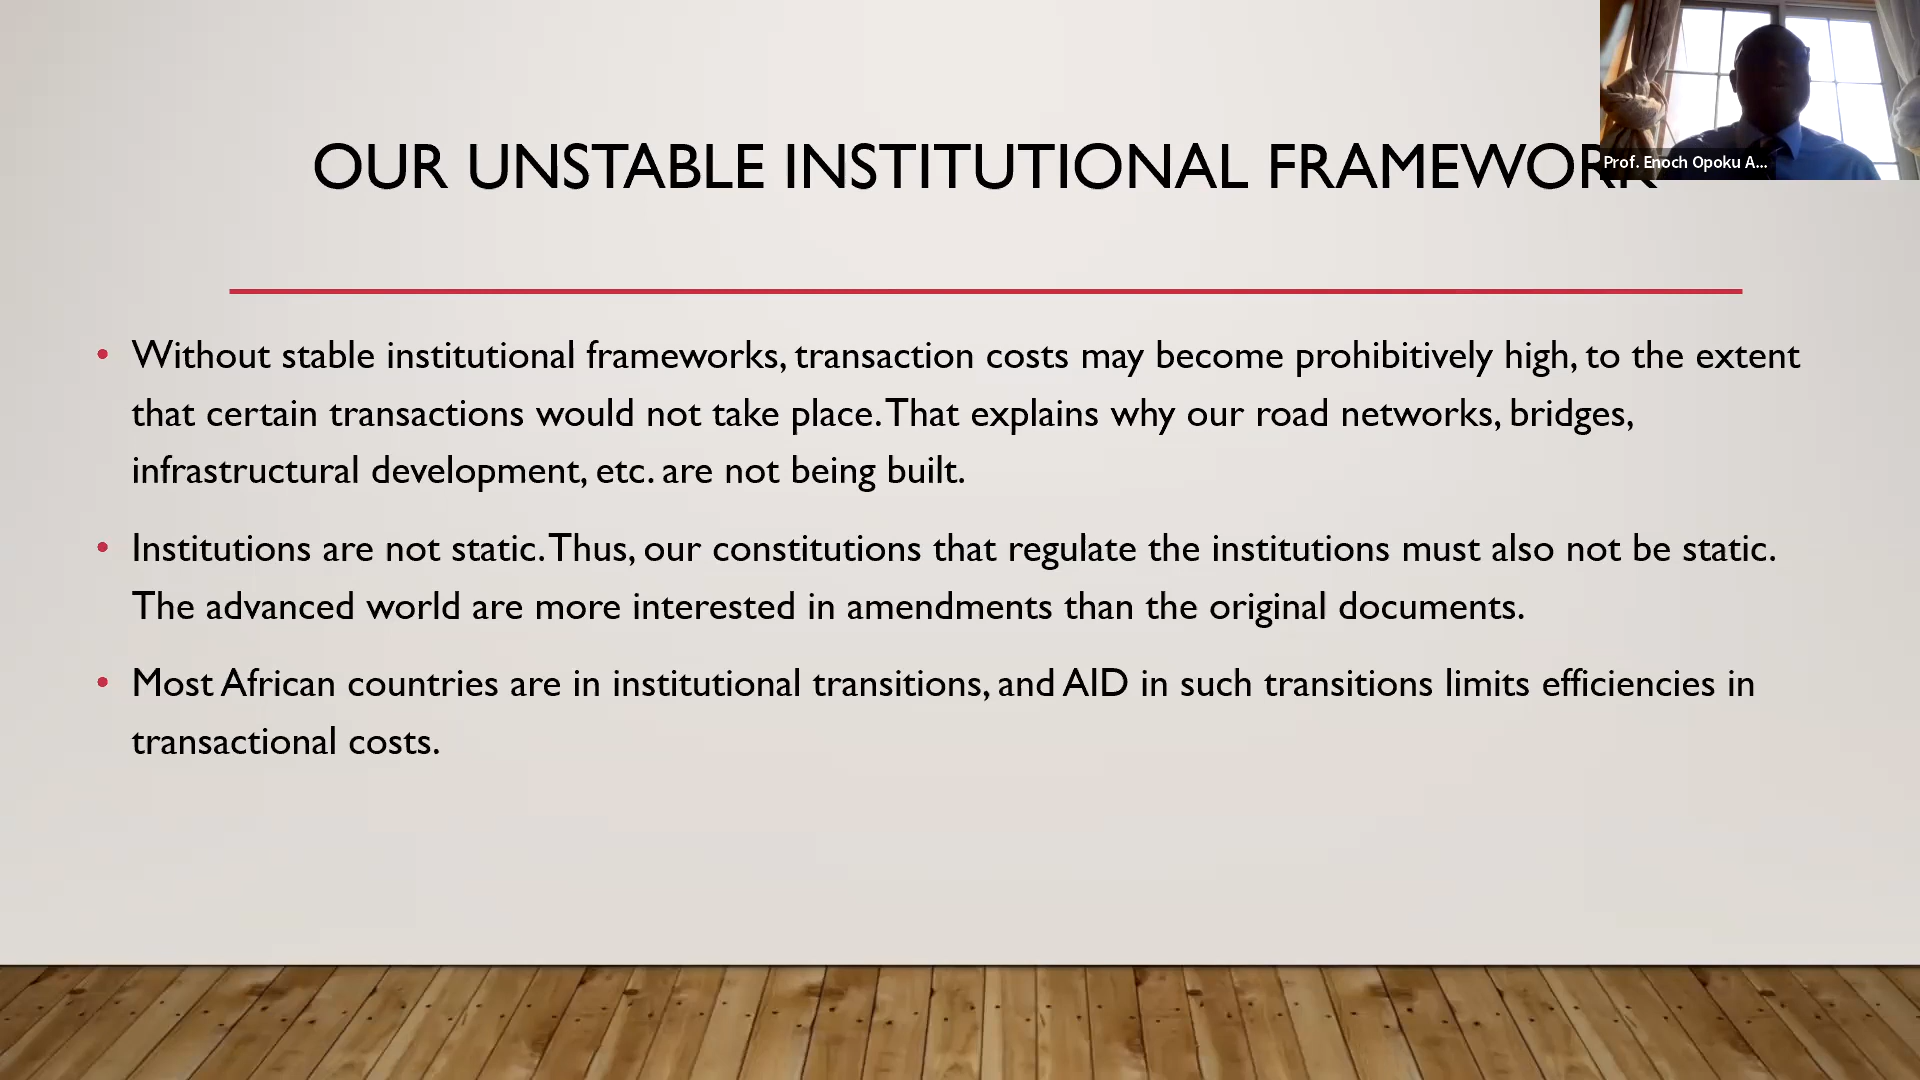 OUR UNSTABLE INSTITUTIONAL FRAMEWORK
Prof. Enoch Opoku A...
• Without stable institutional frameworks, transaction costs may become prohibitively high, to the extent
that certain transactions would not take place. That explains why our road networks, bridges,
infrastructural development, etc. are not being built.
• Institutions are not static. Thus, our constitutions that regulate the institutions must also not be static.
The advanced world are more interested in amendments than the original documents.
• Most African countries are in institutional transitions, and AID in such transitions limits efficiencies in
transactional costs.